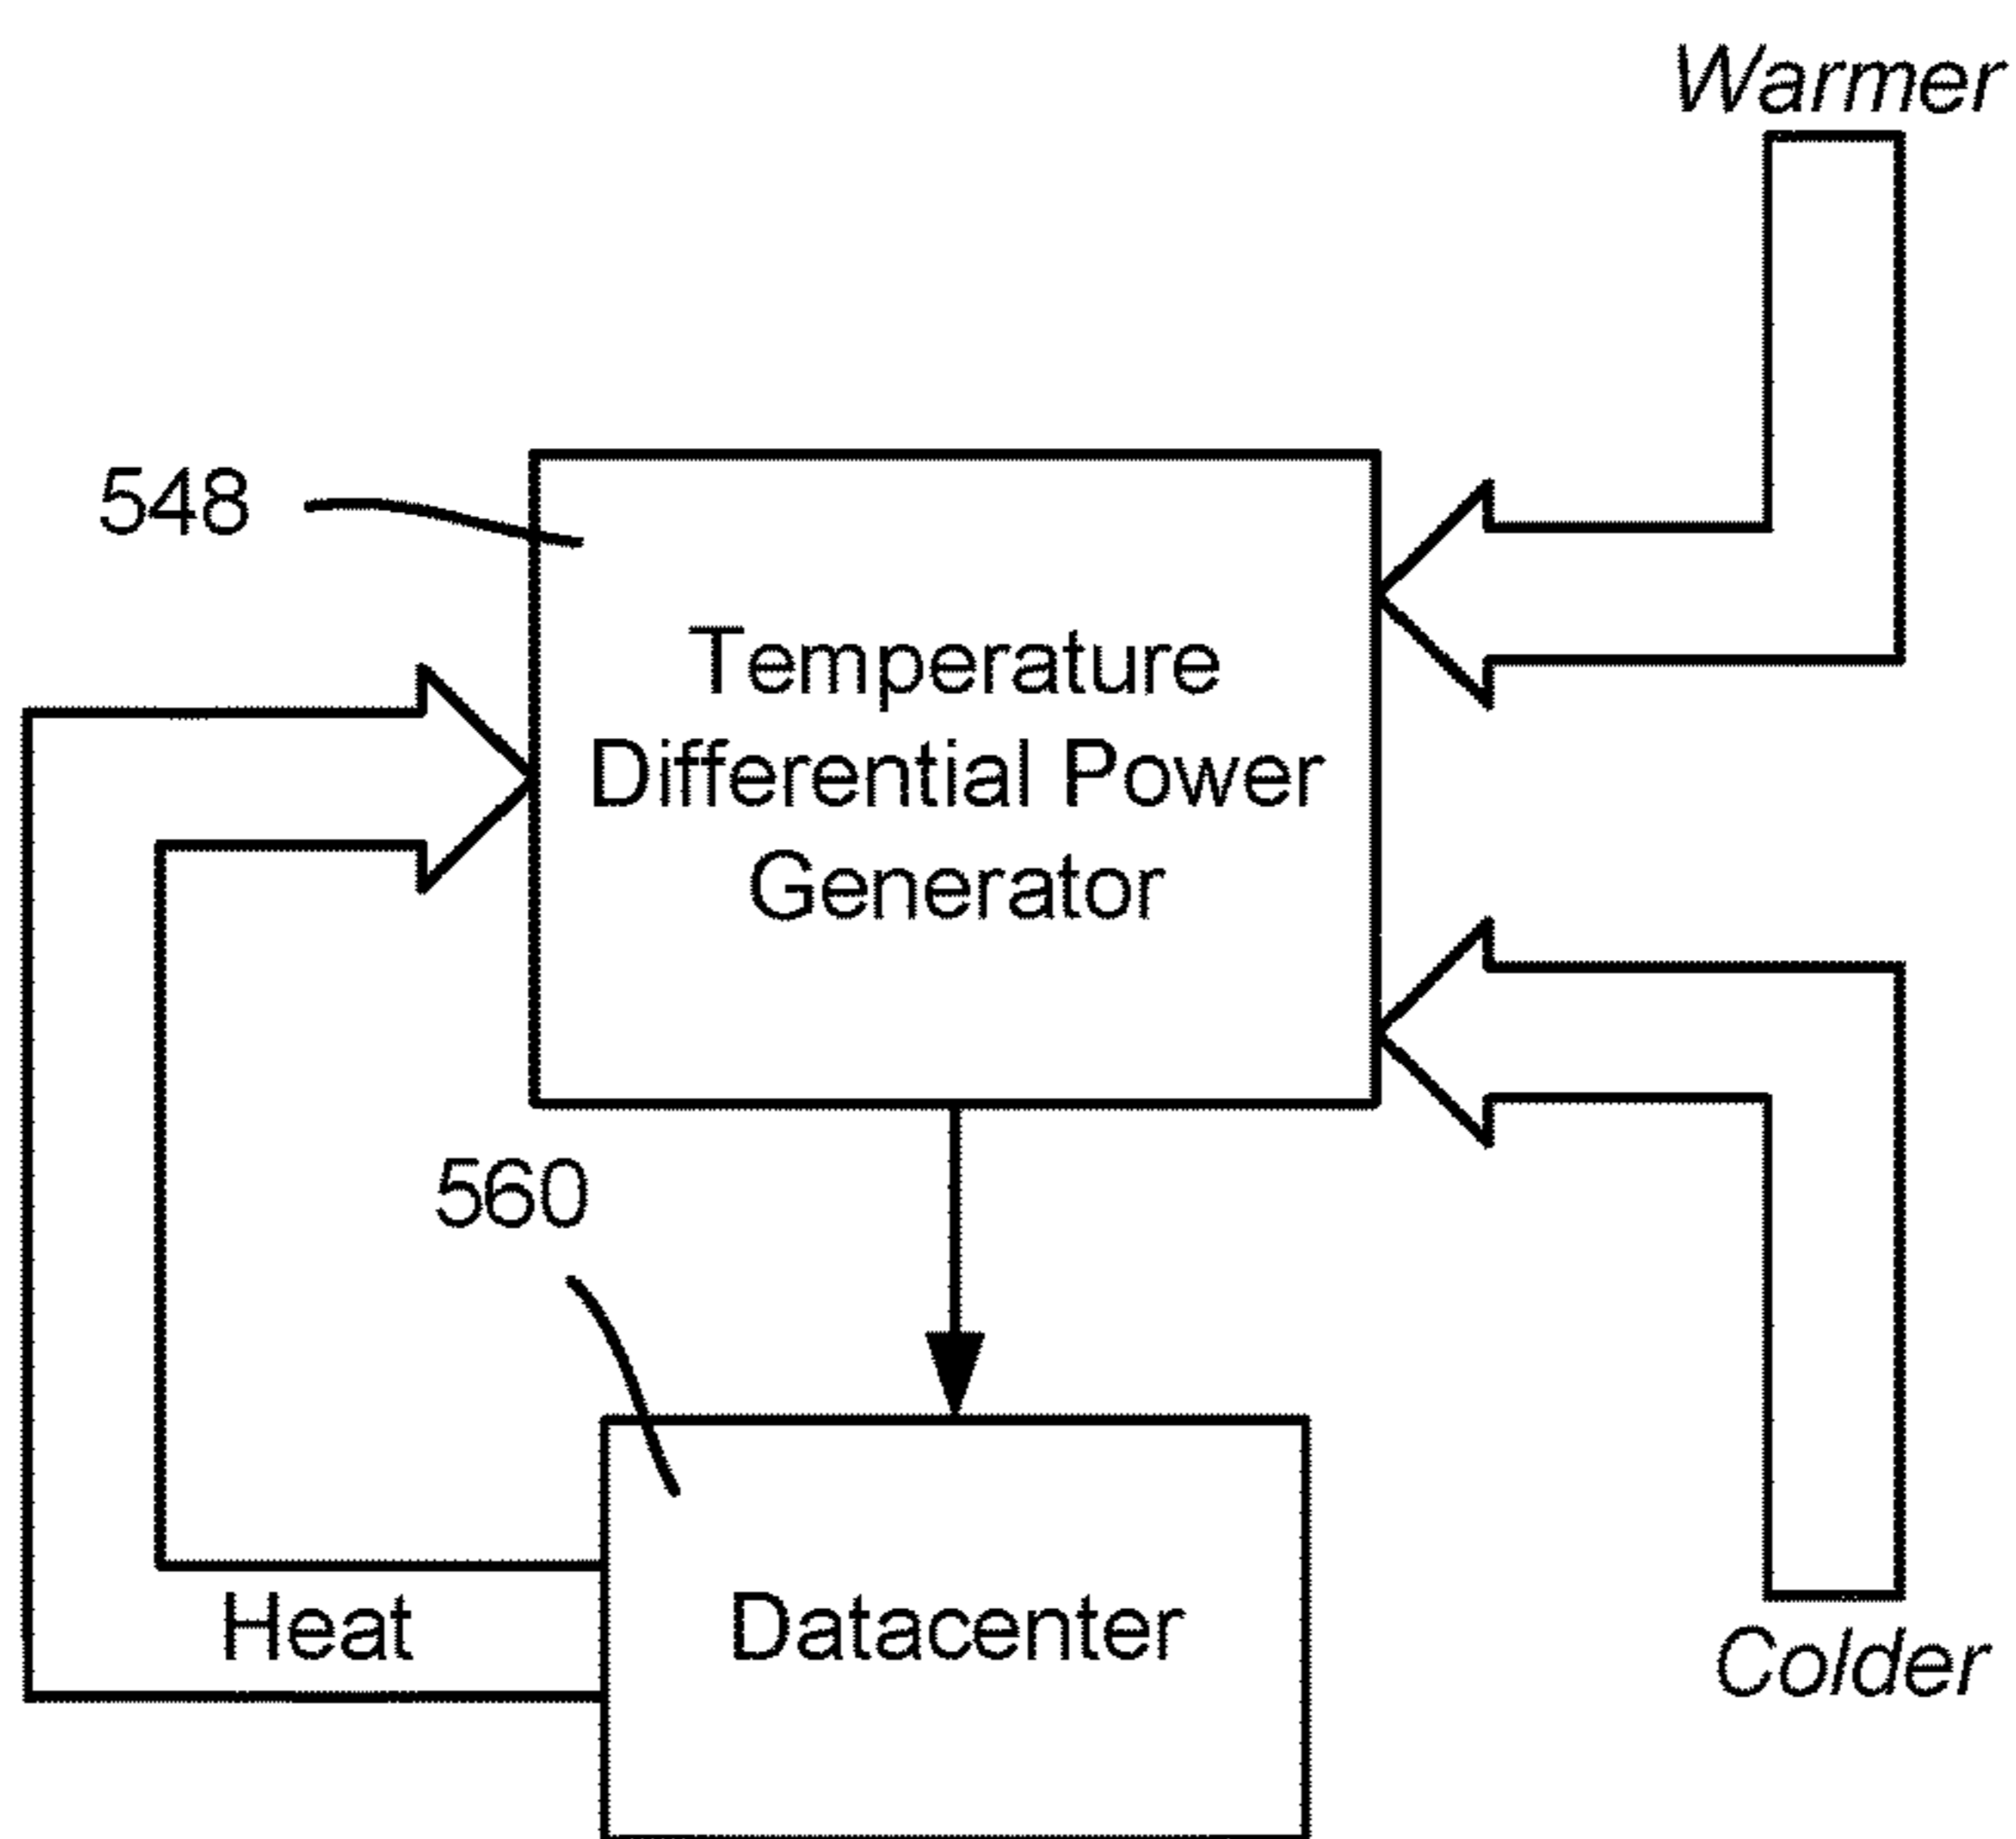 Warmer
548
Temperature
Differential Power
Generator
560
Heat
Datacenter
Colder